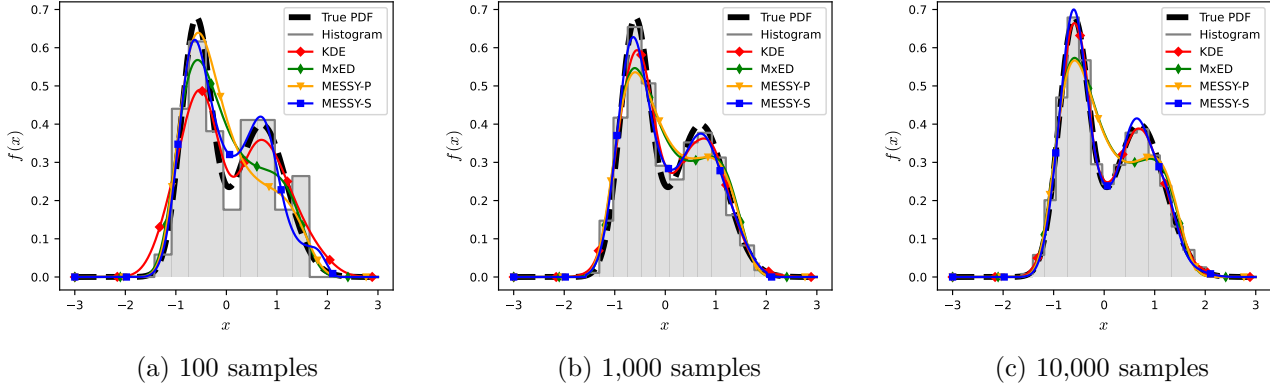 0.7
0.6
0.5
0.4
0.3
0.2
0.1
0.0
f(x)
−3 −2 −1 0 1 2 3
x
True PDF
Histogram
KDE
MxED
MESSY-P
MESSY-S
(a) 100 samples
0.7
0.6
0.5
0.4
0.3
0.2
0.1
0.0
f(x)
−3 −2 −1 0 1 2 3
x
True PDF
Histogram
KDE
MxED
MESSY-P
MESSY-S
(b) 1,000 samples
0.7
0.6
0.5
0.4
0.3
0.2
0.1
0.0
f(x)
−3 −2 −1 0 1 2 3
x
True PDF
Histogram
KDE
MxED
MESSY-P
MESSY-S
(c) 10,000 samples